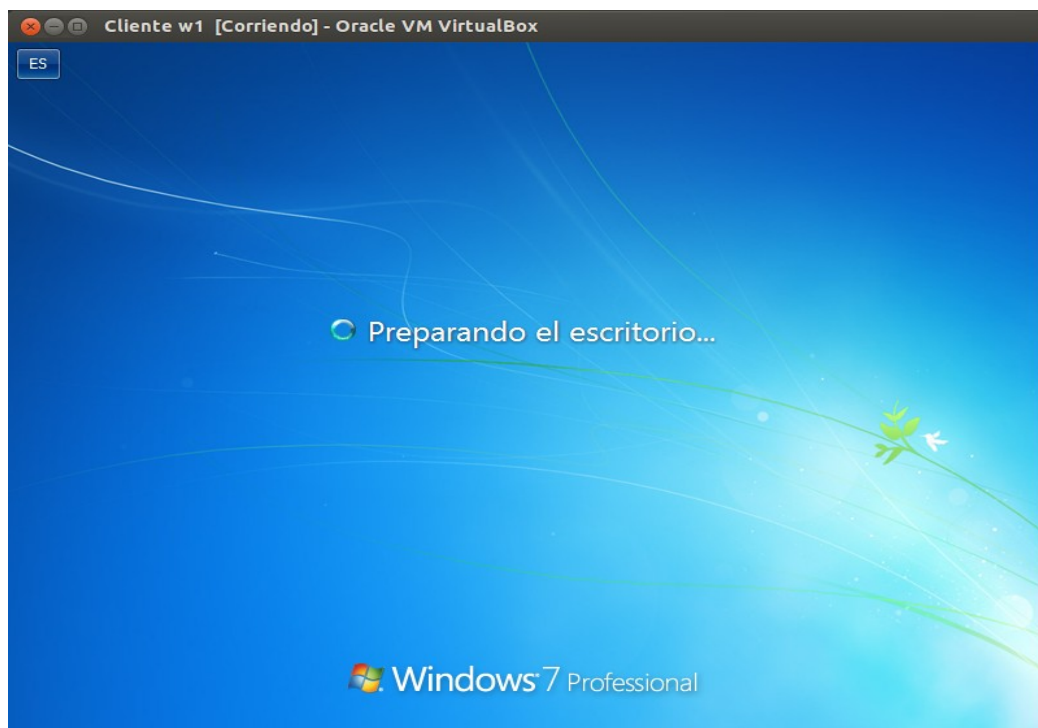 Cliente w1 [Corriendo] - Oracle VM VirtualBox
ES
Preparando el escritorio...
Windows 7 Professional